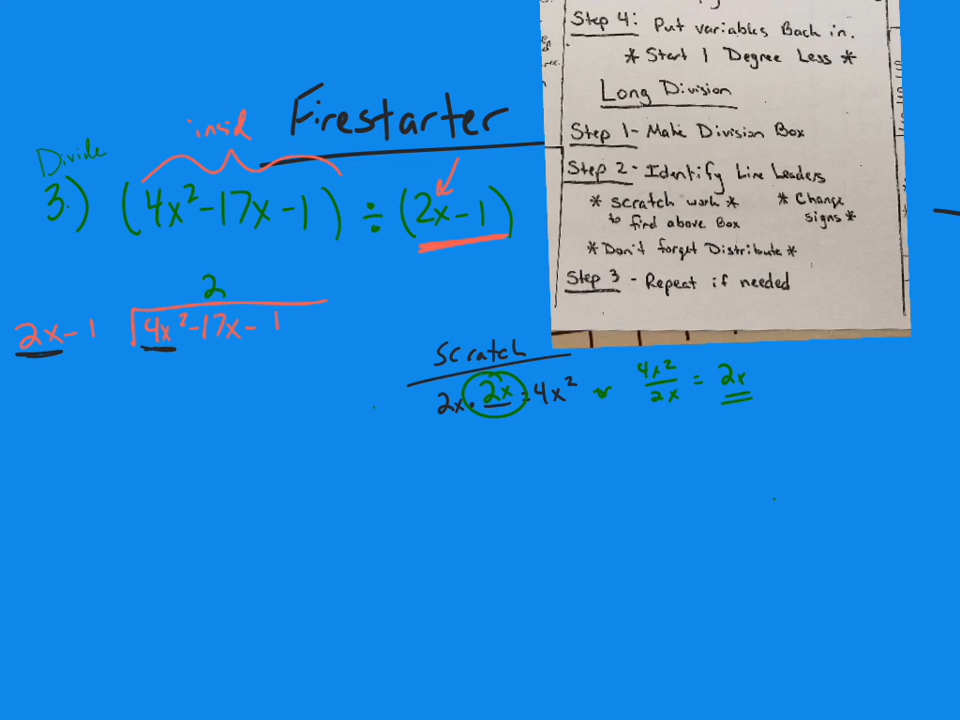 Firestarter
insid
Divide
3.) (4x²-17x-1) ÷ (2x-1)
2
2x-1 4x²-17x-1
scratch
2x · 2x = 4x² or 4x²/2x = 2x
Step 4: Put variables Back in.
* Start 1 Degree Less *
Long Division
Step 1- Make Division Box
Step 2- Identify Line Leaders
* scratch work * * Change
to find above Box signs *
* Don't forget Distribute *
Step 3 - Repeat if needed